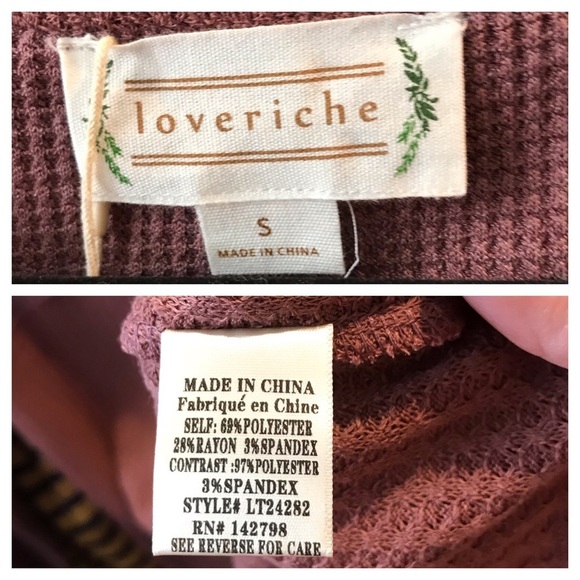 loveriche
S
MADE IN CHINA
MADE IN CHINA
Fabriqué en Chine
SELF: 69%POLYESTER
28%RAYON 3%SPANDEX
CONTRAST :97%POLYESTER
3%SPANDEX
STYLE# LT24282
RN# 142798
SEE REVERSE FOR CARE